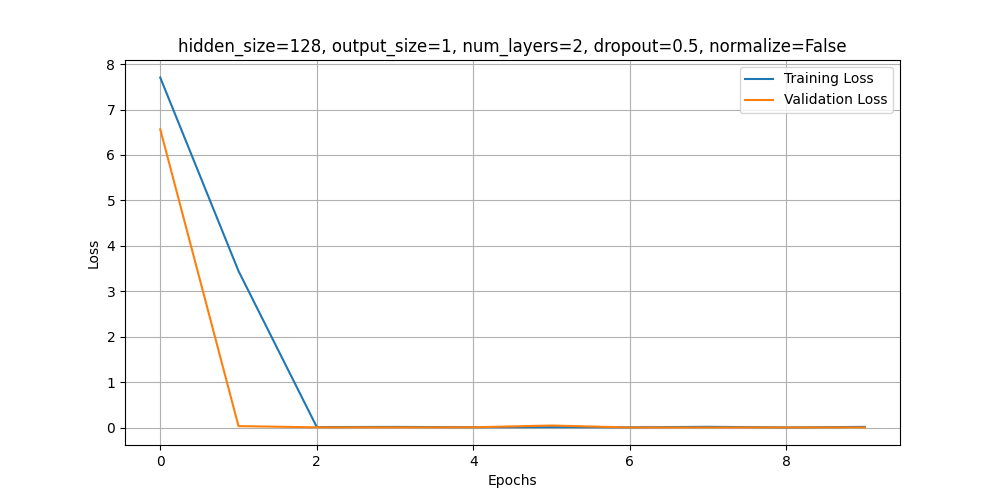 hidden_size=128, output_size=1, num_layers=2, dropout=0.5, normalize=False
Training Loss
Validation Loss
8
7
6
5
4
3
2
1
0
Loss
0 2 4 6 8
Epochs